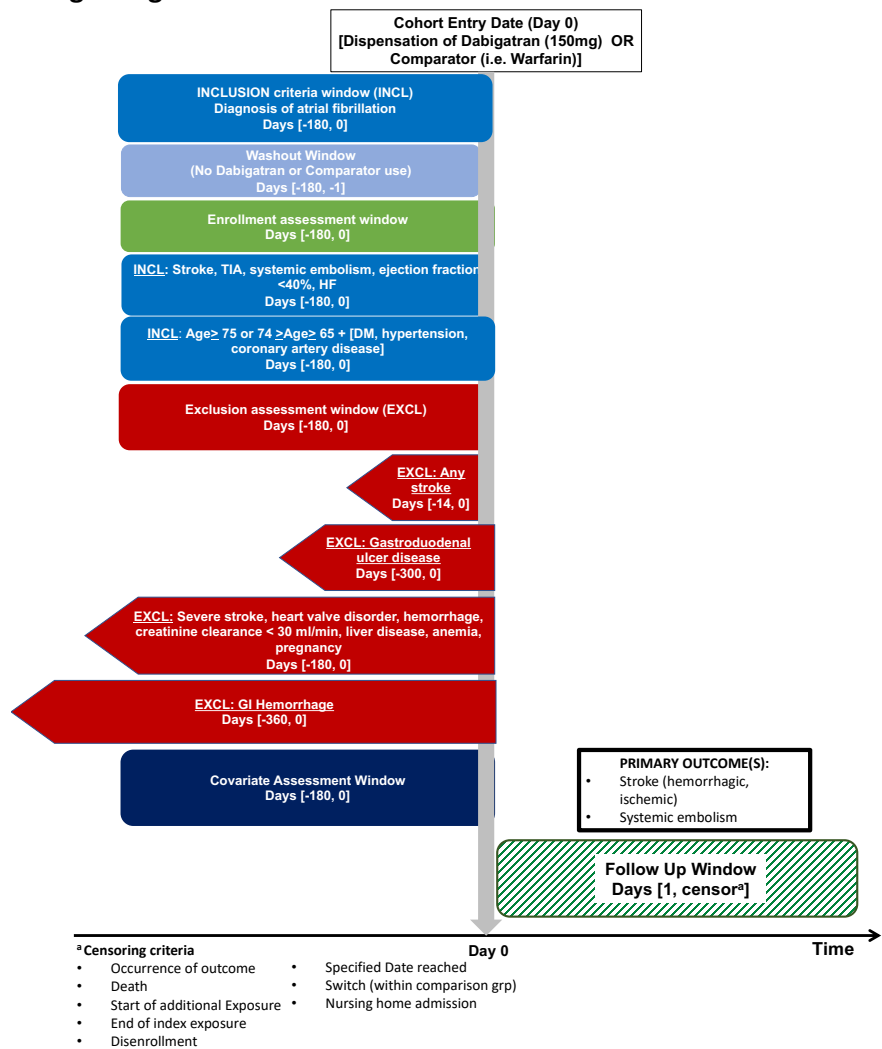 Cohort Entry Date (Day 0)
[Dispensation of Dabigatran (150mg) OR
Comparator (i.e. Warfarin)]
INCLUSION criteria window (INCL)
Diagnosis of atrial fibrillation
Days [-180, 0]
Washout Window
(No Dabigatran or Comparator use)
Days [-180, -1]
Enrollment assessment window
Days [-180, 0]
INCL: Stroke, TIA, systemic embolism, ejection fraction
<40%, HF
Days [-180, 0]
INCL: Age≥ 75 or 74 ≥Age≥ 65 + [DM, hypertension,
coronary artery disease]
Days [-180, 0]
Exclusion assessment window (EXCL)
Days [-180, 0]
EXCL: Any
stroke
Days [-14, 0]
EXCL: Gastroduodenal
ulcer disease
Days [-300, 0]
EXCL: Severe stroke, heart valve disorder, hemorrhage,
creatinine clearance < 30 ml/min, liver disease, anemia,
pregnancy
Days [-180, 0]
EXCL: GI Hemorrhage
Days [-360, 0]
Covariate Assessment Window
Days [-180, 0]
PRIMARY OUTCOME(S):
• Stroke (hemorrhagic,
ischemic)
• Systemic embolism
Follow Up Window
Days [1, censorᵃ]
Day 0
Time
ᵃ Censoring criteria
• Occurrence of outcome
• Death
• Start of additional Exposure
• End of index exposure
• Disenrollment
• Specified Date reached
• Switch (within comparison grp)
• Nursing home admission